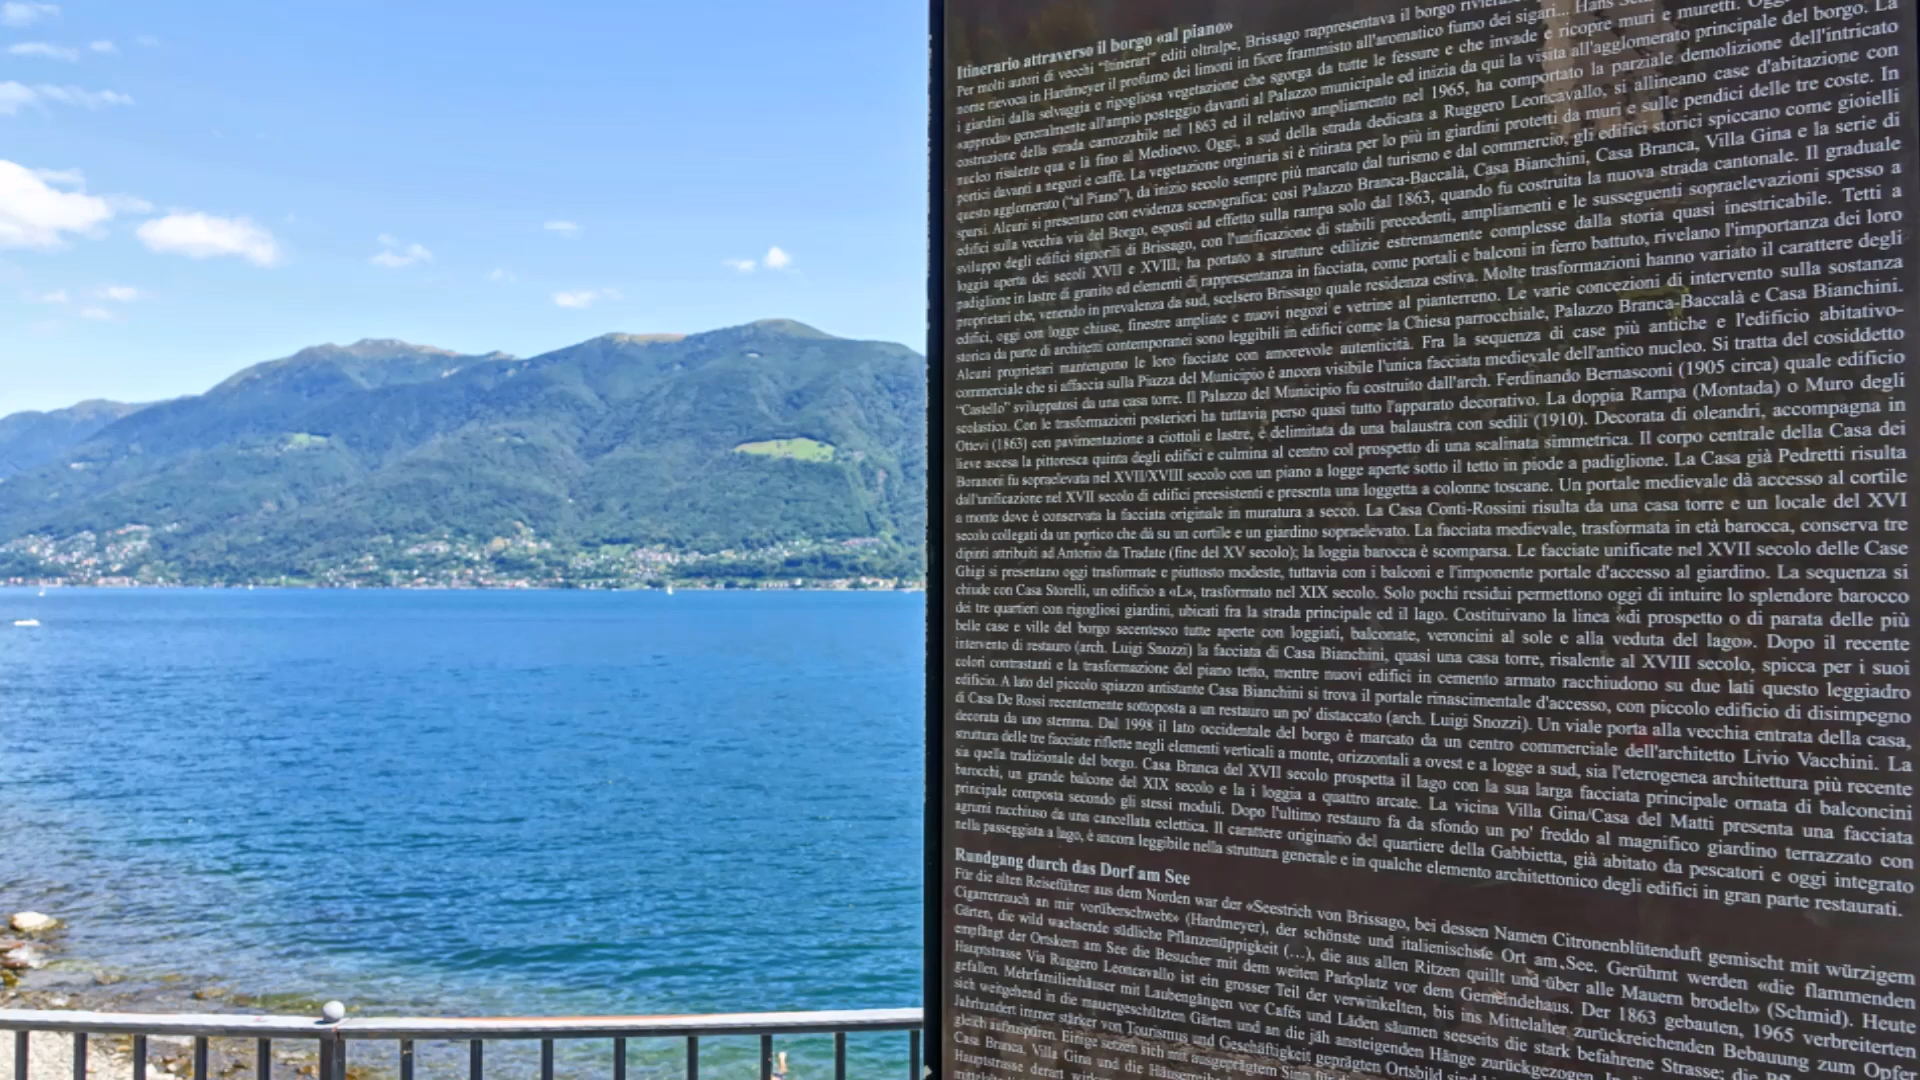 Itinerario attraverso il borgo «al piano»
Per molti autori di vecchi "Itinerari" editi oltralpe, Brissago rappresentava il borgo
nome rievoca in Hardmeyer il profumo dei limoni in fiore frammisto all'aromatico fumo dei sigari... Hans
i giardini dalla selvaggia e rigogliosa vegetazione che sgorga da tutte le fessure e che invade e ricopre muri e muretti.
«approda» generalmente all'ampio posteggio davanti al Palazzo municipale ed inizia da qui la visita all'agglomerato principale del borgo. La
costruzione della strada carrozzabile nel 1863 ed il relativo ampliamento nel 1965, ha comportato la parziale demolizione dell'intricato
nucleo risalente qua e là fino al Medioevo. Oggi, a sud della strada dedicata a Ruggero Leoncavallo, si allineano case d'abitazione con
portici davanti a negozi e caffè. La vegetazione orginaria si è ritirata per lo più in giardini protetti da muri e sulle pendici delle tre coste. In
questo agglomerato ("al Piano"), da inizio secolo sempre più marcato dal turismo e dal commercio, gli edifici storici spiccano come gioielli
sparsi. Alcuni si presentano con evidenza scenografica: così Palazzo Branca-Baccalà, Casa Bianchini, Casa Branca, Villa Gina e la serie di
edifici sulla vecchia via del Borgo, esposti ad effetto sulla rampa solo dal 1863, quando fu costruita la nuova strada cantonale. Il graduale
sviluppo degli edifici signorili di Brissago, con l'unificazione di stabili precedenti, ampliamenti e le susseguenti sopraelevazioni spesso a
loggia aperta dei secoli XVII e XVIII, ha portato a strutture edilizie estremamente complesse dalla storia quasi inestricabile. Tetti a
padiglione in lastre di granito ed elementi di rappresentanza in facciata, come portali e balconi in ferro battuto, rivelano l'importanza dei loro
proprietari che, venendo in prevalenza da sud, scelsero Brissago quale residenza estiva. Molte trasformazioni hanno variato il carattere degli
edifici, oggi con logge chiuse, finestre ampliate e nuovi negozi e vetrine al pianterreno. Le varie concezioni di intervento sulla sostanza
storica da parte di architetti contemporanei sono leggibili in edifici come la Chiesa parrocchiale, Palazzo Branca-Baccalà e Casa Bianchini.
Alcuni proprietari mantengono le loro facciate con amorevole autenticità. Fra la sequenza di case più antiche e l'edificio abitativo-
commerciale che si affaccia sulla Piazza del Municipio è ancora visibile l'unica facciata medievale dell'antico nucleo. Si tratta del cosiddetto
"Castello" sviluppatosi da una casa torre. Il Palazzo del Municipio fu costruito dall'arch. Ferdinando Bernasconi (1905 circa) quale edificio
scolastico. Con le trasformazioni posteriori ha tuttavia perso quasi tutto l'apparato decorativo. La doppia Rampa (Montada) o Muro degli
Ottevi (1863) con pavimentazione a ciottoli e lastre, è delimitata da una balaustra con sedili (1910). Decorata di oleandri, accompagna in
lieve ascesa la pittoresca quinta degli edifici e culmina al centro col prospetto di una scalinata simmetrica. Il corpo centrale della Casa dei
Boranori fu sopraelevata nel XVII/XVIII secolo con un piano a logge aperte sotto il tetto in piode a padiglione. La Casa già Pedretti risulta
dall'unificazione nel XVII secolo di edifici preesistenti e presenta una loggetta a colonne toscane. Un portale medievale dà accesso al cortile
a monte dove è conservata la facciata originale in muratura a secco. La Casa Conti-Rossini risulta da una casa torre e un locale del XVI
secolo collegati da un portico che dà su un cortile e un giardino sopraelevato. La facciata medievale, trasformata in età barocca, conserva tre
dipinti attribuiti ad Antonio da Tradate (fine del XV secolo); la loggia barocca è scomparsa. Le facciate unificate nel XVII secolo delle Case
Ghigi si presentano oggi trasformate e piuttosto modeste, tuttavia con i balconi e l'imponente portale d'accesso al giardino. La sequenza si
chiude con Casa Storelli, un edificio a «L», trasformato nel XIX secolo. Solo pochi residui permettono oggi di intuire lo splendore barocco
dei tre quartieri con rigogliosi giardini, ubicati fra la strada principale ed il lago. Costituivano la linea «di prospetto o di parata delle più
belle case e ville del borgo secentesco tutte aperte con loggiati, balconate, veroncini al sole e alla veduta del lago». Dopo il recente
intervento di restauro (arch. Luigi Snozzi) la facciata di Casa Bianchini, quasi una casa torre, risalente al XVIII secolo, spicca per i suoi
colori contrastanti e la trasformazione del piano tetto, mentre nuovi edifici in cemento armato racchiudono su due lati questo leggiadro
edificio. A lato del piccolo spiazzo antistante Casa Bianchini si trova il portale rinascimentale d'accesso, con piccolo edificio di disimpegno
di Casa De Rossi recentemente sottoposta a un restauro un po' distaccato (arch. Luigi Snozzi). Un viale porta alla vecchia entrata della casa,
decorata da uno stemma. Dal 1998 il lato occidentale del borgo è marcato da un centro commerciale dell'architetto Livio Vacchini. La
struttura delle tre facciate riflette negli elementi verticali a monte, orizzontali a ovest e a logge a sud, sia l'eterogenea architettura più recente
sia quella tradizionale del borgo. Casa Branca del XVII secolo prospetta il lago con la sua larga facciata principale ornata di balconcini
barocchi, un grande balcone del XIX secolo e la i loggia a quattro arcate. La vicina Villa Gina/Casa del Matti presenta una facciata
principale composta secondo gli stessi moduli. Dopo l'ultimo restauro fa da sfondo un po' freddo al magnifico giardino terrazzato con
agrumi racchiuso da una cancellata eclettica. Il carattere originario del quartiere della Gabbietta, già abitato da pescatori e oggi integrato
nella passeggiata a lago, è ancora leggibile nella struttura generale e in qualche elemento architettonico degli edifici in gran parte restaurati.
Rundgang durch das Dorf am See
Für die alten Reiseführer aus dem Norden war der «Seestrich von Brissago, bei dessen Namen Citronenblütenduft gemischt mit würzigem
Cigarrenrauch an mir vorüberschwebt» (Hardmeyer), der schönste und italienischste Ort am See. Gerühmt werden «die flammenden
Gärten, die wild wachsende südliche Pflanzenüppigkeit (...), die aus allen Ritzen quillt und über alle Mauern brodelt» (Schmid). Heute
empfängt der Ortskern am See die Besucher mit dem weiten Parkplatz vor dem Gemeindehaus. Der 1863 gebauten, 1965 verbreiterten
Hauptstrasse Via Ruggero Leoncavallo ist ein grosser Teil der verwinkelten, bis ins Mittelalter zurückreichenden Bebauung zum Opfer
gefallen. Mehrfamilienhäuser mit Laubengängen vor Cafés und Läden säumen seeseits die stark befahrene Strasse; die
sich weitgehend in die mauergeschützten Gärten und an die jäh ansteigenden Hänge zurückgezogen. In
Jahrhundert immer stärker von Tourismus und Geschäftigkeit geprägten Ortsbild sind
gleich aufzuspüren. Einige setzen sich mit ausgeprägtem Sinn für
Casa Branca, Villa Gina und die Häuserreihe
Hauptstrasse derart